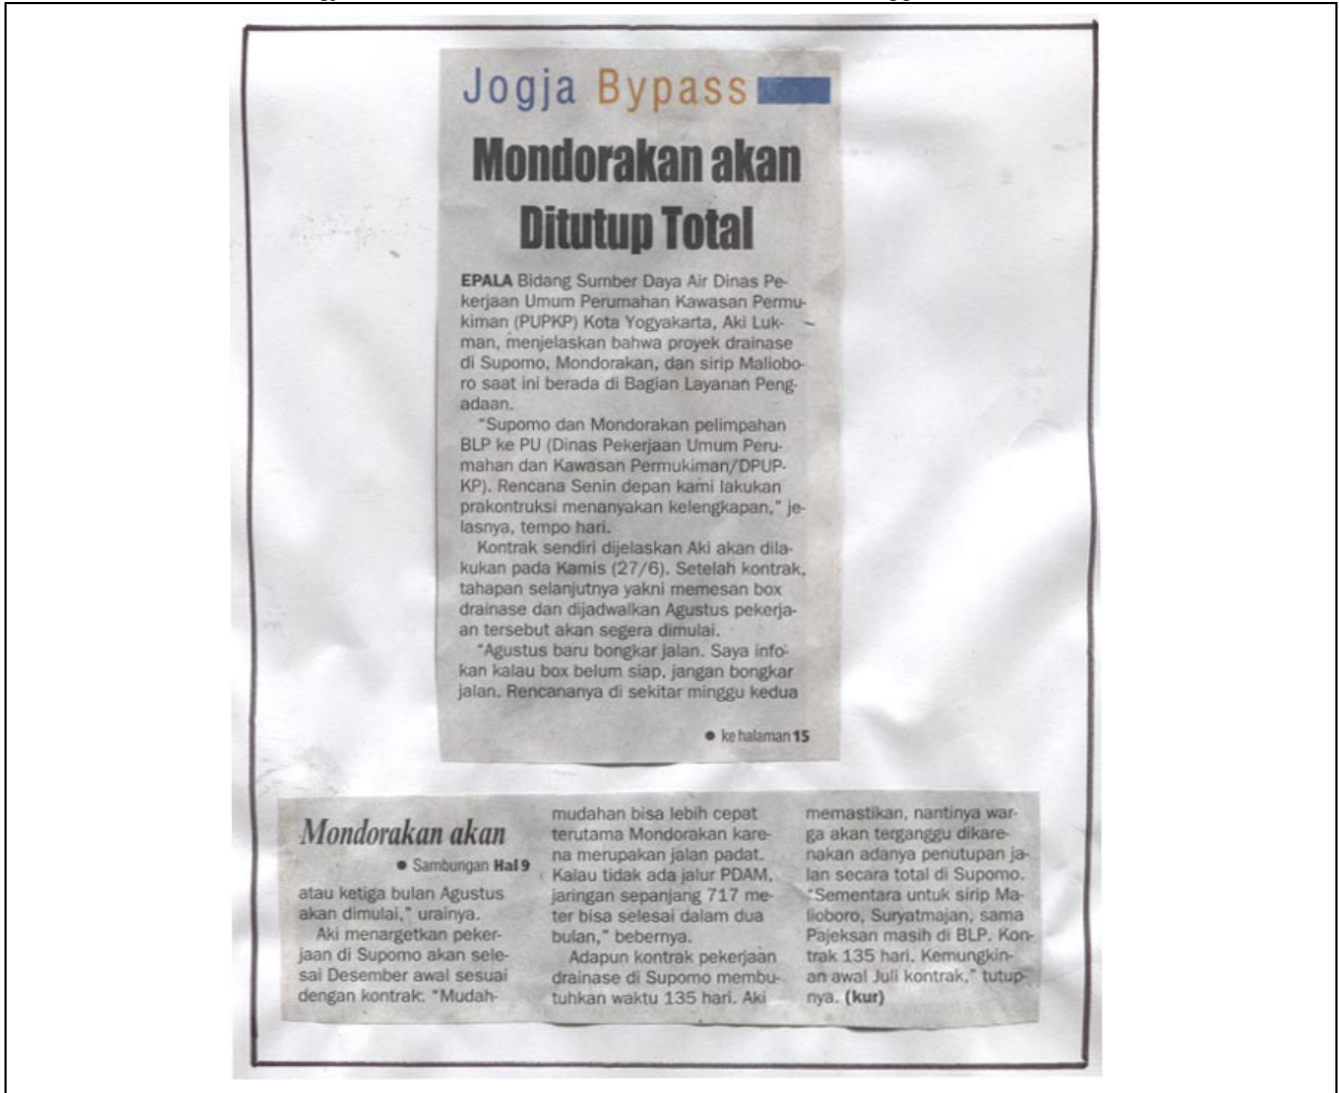 Jogja Bypass
Mondorakan akan
Ditutup Total
EPALA Bidang Sumber Daya Air Dinas Pe-
kerjaan Umum Perumahan Kawasan Permu-
kiman (PUPKP) Kota Yogyakarta, Aki Luk-
man, menjelaskan bahwa proyek drainase
di Supomo, Mondorakan, dan sirip Maliobo-
ro saat ini berada di Bagian Layanan Peng-
adaan.
"Supomo dan Mondorakan pelimpahan
BLP ke PU (Dinas Pekerjaan Umum Peru-
mahan dan Kawasan Permukiman/DPUP-
KP). Rencana Senin depan kami lakukan
prakontruksi menanyakan kelengkapan," je-
lasnya, tempo hari.
Kontrak sendiri dijelaskan Aki akan dila-
kukan pada Kamis (27/6). Setelah kontrak,
tahapan selanjutnya yakni memesan box
drainase dan dijadwalkan Agustus pekerja-
an tersebut akan segera dimulai.
"Agustus baru bongkar jalan. Saya info-
kan kalau box belum siap, jangan bongkar
jalan. Rencananya di sekitar minggu kedua
● ke halaman 15
Mondorakan akan
● Sambungan Hal 9
atau ketiga bulan Agustus
akan dimulai," urainya.
Aki menargetkan peker-
jaan di Supomo akan sele-
sai Desember awal sesuai
dengan kontrak. "Mudah-
mudahan bisa lebih cepat
terutama Mondorakan kare-
na merupakan jalan padat.
Kalau tidak ada jalur PDAM,
jaringan sepanjang 717 me-
ter bisa selesai dalam dua
bulan," bebernya.
Adapun kontrak pekerjaan
drainase di Supomo membu-
tuhkan waktu 135 hari. Aki
memastikan, nantinya war-
ga akan terganggu dikare-
nakan adanya penutupan ja-
lan secara total di Supomo.
"Sementara untuk sirip Ma-
lioboro, Suryatmajan, sama
Pajeksan masih di BLP. Kon-
trak 135 hari. Kemungkin-
an awal Juli kontrak," tutup-
nya. (kur)